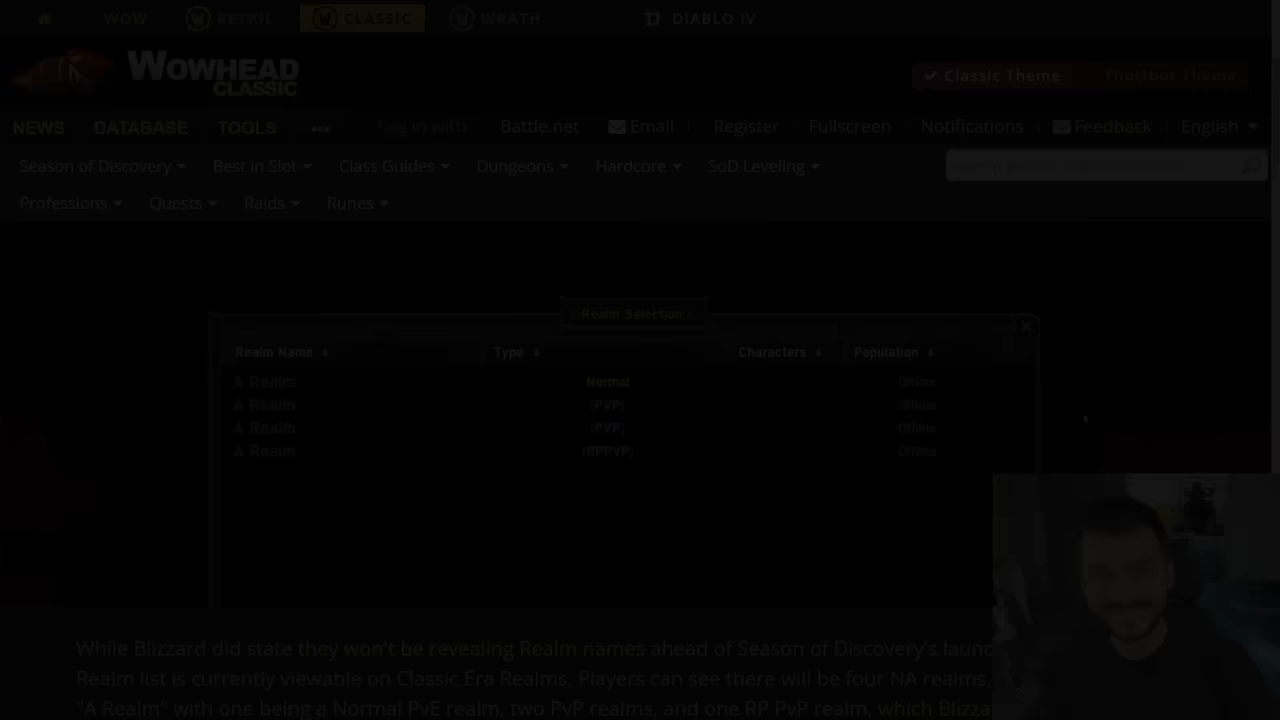 WOW RETAIL CLASSIC WRATH DIABLO IV
WOWHEAD
CLASSIC
Classic Theme Thottbot Theme
NEWS DATABASE TOOLS ••• Log in with Battle.net | Email | Register Fullscreen Notifications | Feedback | English
Season of Discovery Best in Slot Class Guides Dungeons Hardcore SoD Leveling
Professions Quests Raids Runes
Realm Selection
Realm Name Type Characters Population
A Realm Normal Offline
A Realm (PVP) Offline
A Realm (PVP) Offline
A Realm (RPPVP) Offline
While Blizzard did state they won't be revealing Realm names ahead of Season of Discovery's launc
Realm list is currently viewable on Classic Era Realms. Players can see there will be four NA realms,
"A Realm" with one being a Normal PvE realm, two PvP realms, and one RP PvP realm, which Blizza